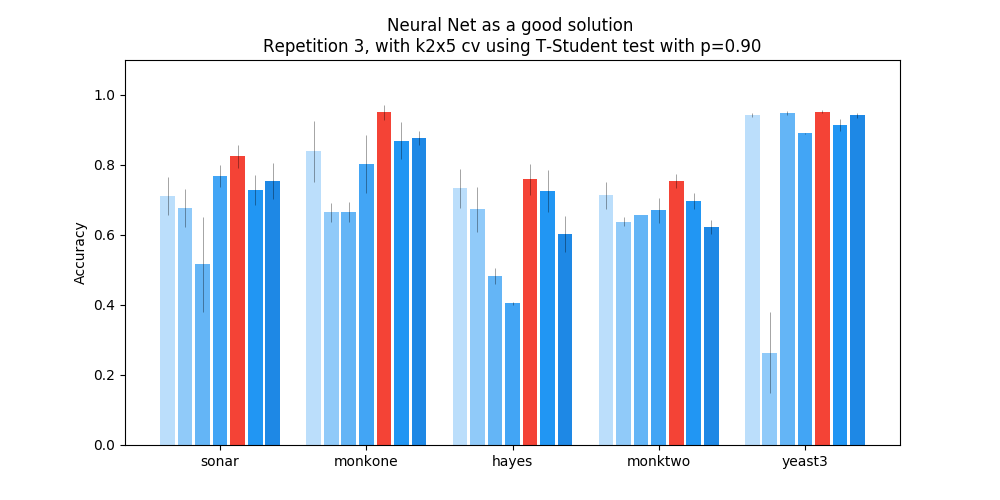 Neural Net as a good solution
Repetition 3, with k2x5 cv using T-Student test with p=0.90
Accuracy
1.0
0.8
0.6
0.4
0.2
0.0
sonar
monkone
hayes
monktwo
yeast3